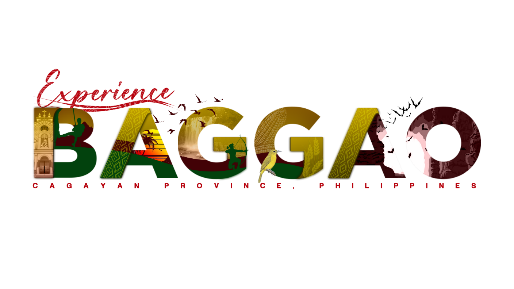 Experience
BAGGAO
CAGAYAN PROVINCE, PHILIPPINES